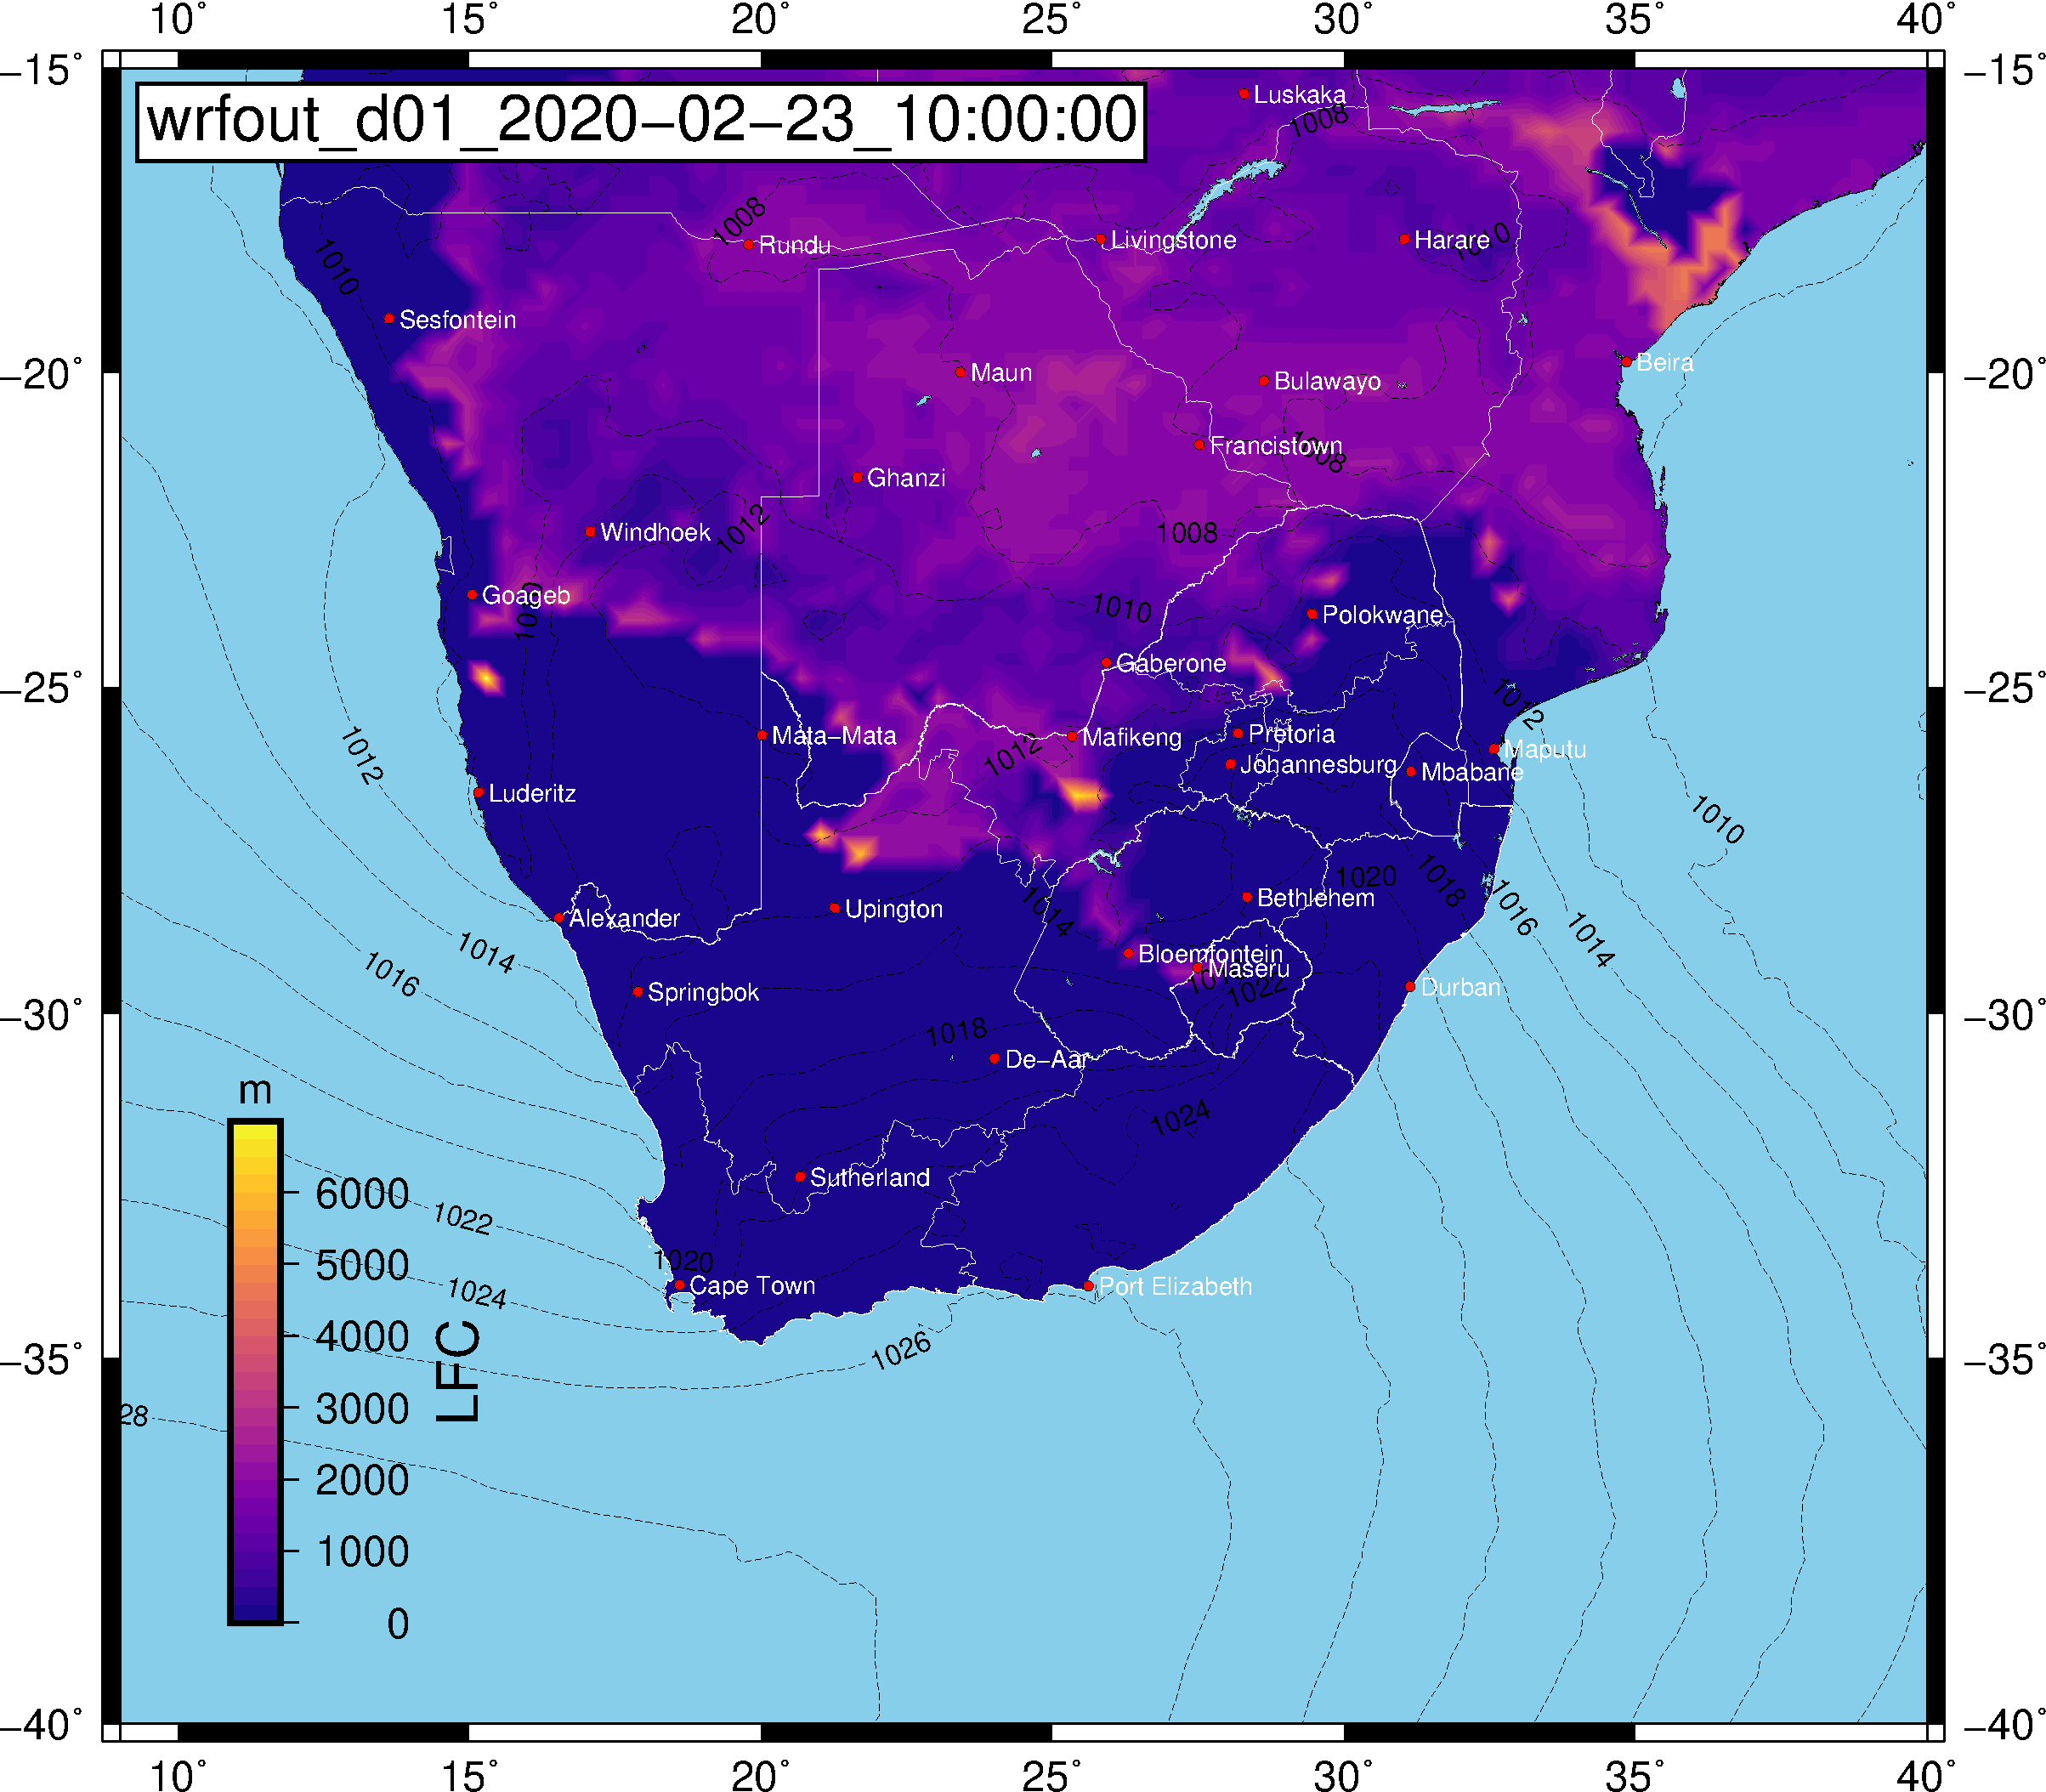 10° 15° 20° 25° 30° 35° 40°
−15° −15°
wrfout_d01_2020−02−23_10:00:00
Luskaka
1008
1008
Rundu
Livingstone
Harare
1010
1010
Sesfontein
−20° −20°
Maun
Bulawayo
Beira
Francistown
1008
Ghanzi
Windhoek
1012
1008
Goageb
1010
Polokwane
Gaberone
−25° −25°
1012
1012
Mata−Mata
1012
Mafikeng
Pretoria
Maputu
Johannesburg
Mbabane
Luderitz
1010
1020
1018
1016
1014
Bethlehem
1014
Upington
Alexander
1014
1016
Bloemfontein
Maseru
1022
Durban
Springbok
−30° −30°
1018
De−Aar
m
1024
Sutherland
6000
1022
5000
1020
Cape Town
Port Elizabeth
1024
4000
LFC
1026
−35° −35°
3000
28
2000
1000
0
−40° −40°
10° 15° 20° 25° 30° 35° 40°